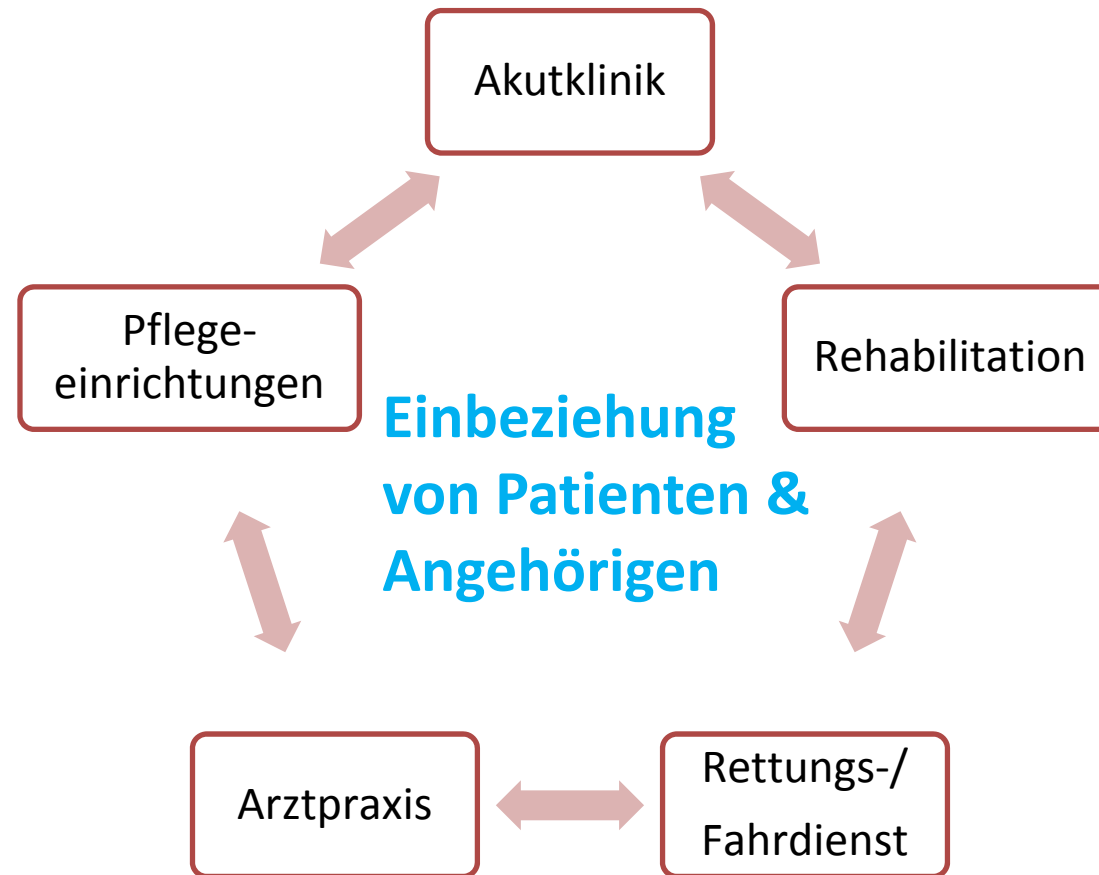 Akutklinik
Pflege-
einrichtungen
Rehabilitation
Einbeziehung
von Patienten &
Angehörigen
Arztpraxis
Rettungs-/
Fahrdienst